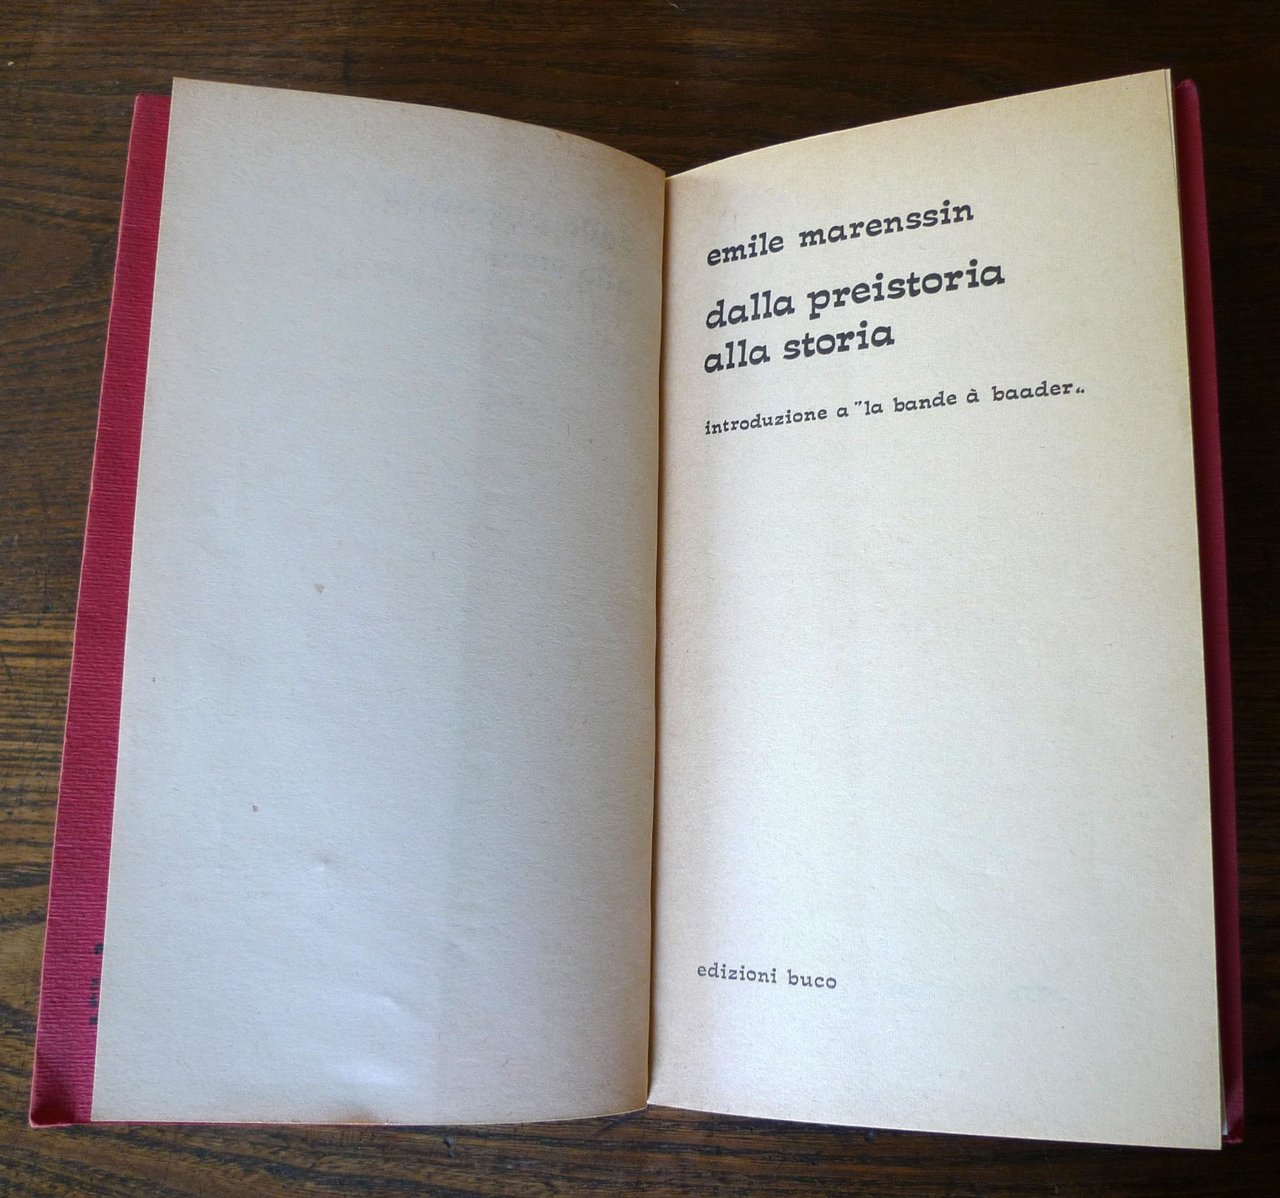 emile marenssin
dalla preistoria
alla storia
introduzione a "la bande à baader„
edizioni buco